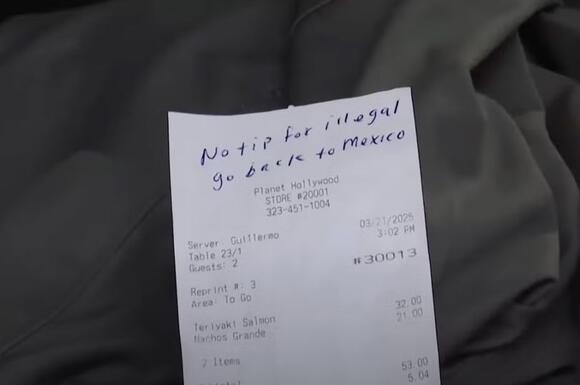 No tip for illegal
go back to Mexico
Planet Hollywood
STORE #20001
323-451-1004
Server: Guillermo 03/21/2025
Table 23/1 3:02 PM
Guests: 2 #30013
Reprint #: 3
Area: To Go
Teriyaki Salmon 32.00
Nachos Grande 21.00
2 Items
53.00
5.04